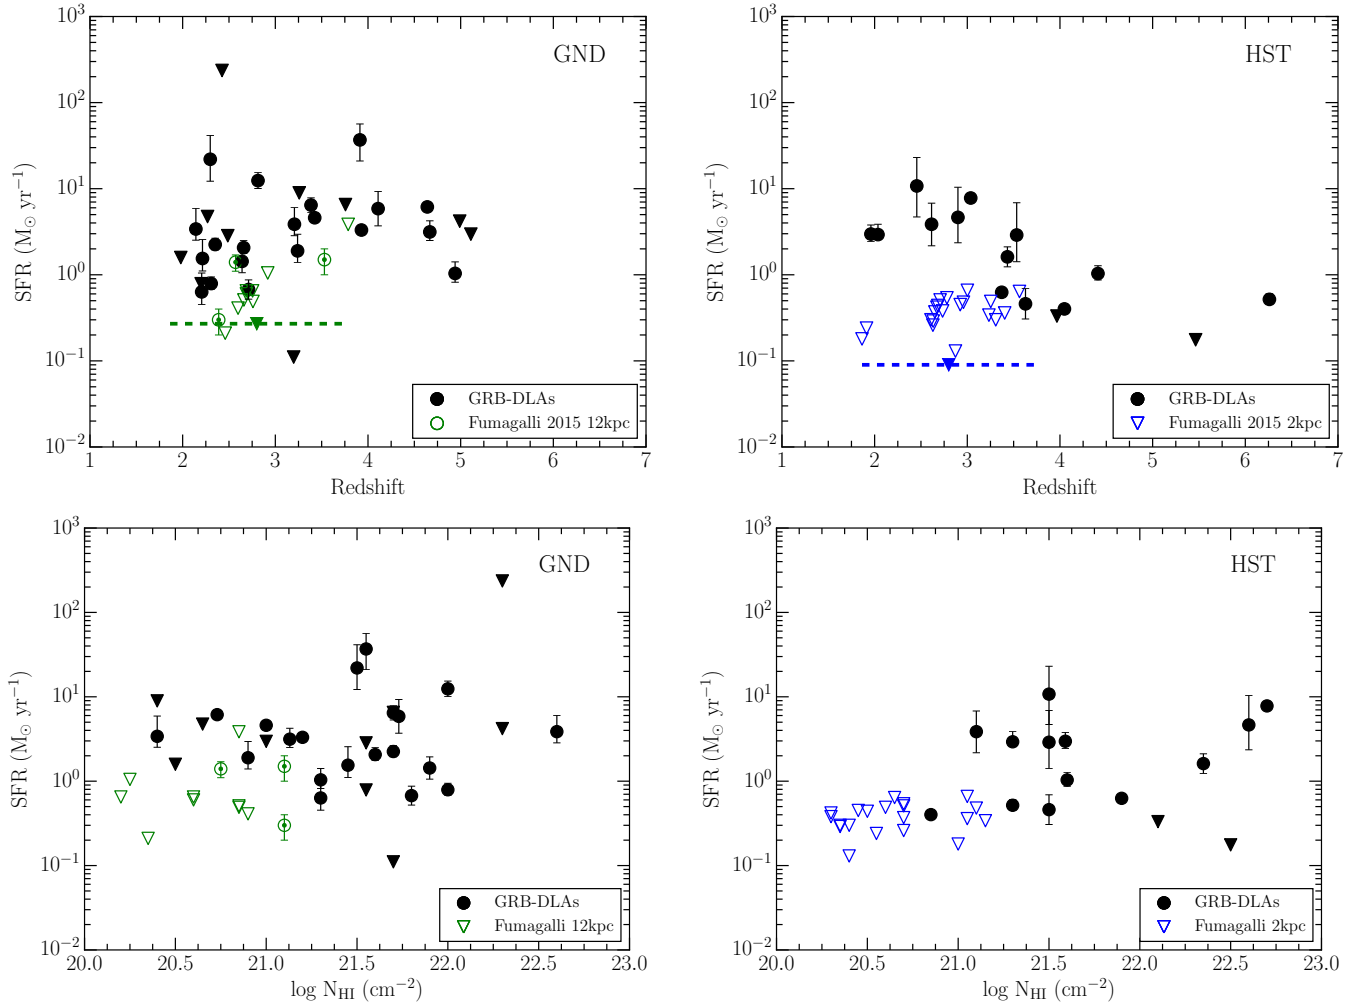 GND
10³
10²
10¹
10⁰
10⁻¹
10⁻²
SFR (M⊙ yr⁻¹)
GRB-DLAs
Fumagalli 2015 12kpc
1 2 3 4 5 6 7
Redshift
HST
10³
10²
10¹
10⁰
10⁻¹
10⁻²
SFR (M⊙ yr⁻¹)
GRB-DLAs
Fumagalli 2015 2kpc
1 2 3 4 5 6 7
Redshift
GND
10³
10²
10¹
10⁰
10⁻¹
10⁻²
SFR (M⊙ yr⁻¹)
GRB-DLAs
Fumagalli 12kpc
20.0 20.5 21.0 21.5 22.0 22.5 23.0
log N_HI (cm⁻²)
HST
10³
10²
10¹
10⁰
10⁻¹
10⁻²
SFR (M⊙ yr⁻¹)
GRB-DLAs
Fumagalli 2kpc
20.0 20.5 21.0 21.5 22.0 22.5 23.0
log N_HI (cm⁻²)